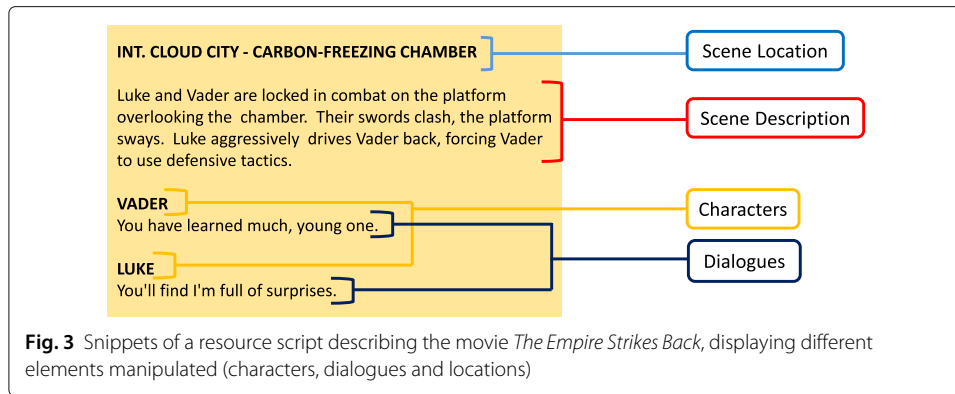 INT. CLOUD CITY - CARBON-FREEZING CHAMBER
Scene Location
Luke and Vader are locked in combat on the platform
overlooking the chamber. Their swords clash, the platform
sways. Luke aggressively drives Vader back, forcing Vader
to use defensive tactics.
Scene Description
VADER
You have learned much, young one.
Characters
LUKE
You'll find I'm full of surprises.
Dialogues
Fig. 3 Snippets of a resource script describing the movie The Empire Strikes Back, displaying different
elements manipulated (characters, dialogues and locations)